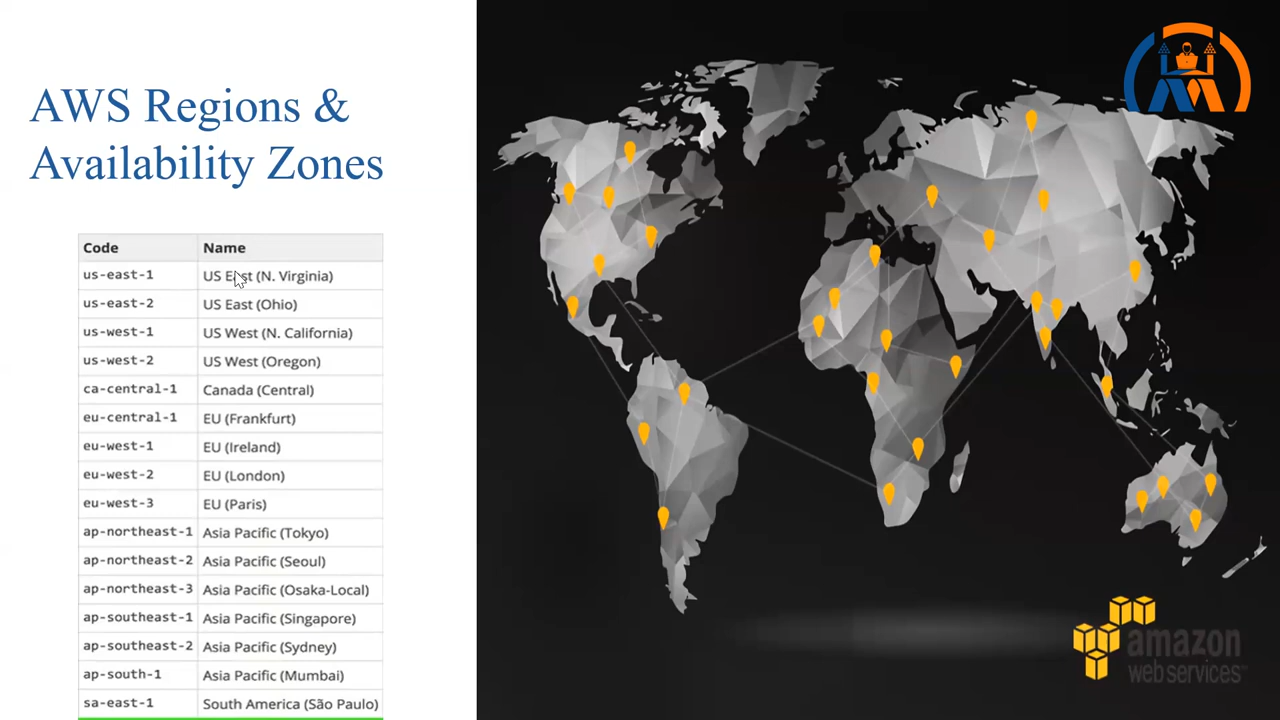 AWS Regions &
Availability Zones
Code Name
us-east-1 US East (N. Virginia)
us-east-2 US East (Ohio)
us-west-1 US West (N. California)
us-west-2 US West (Oregon)
ca-central-1 Canada (Central)
eu-central-1 EU (Frankfurt)
eu-west-1 EU (Ireland)
eu-west-2 EU (London)
eu-west-3 EU (Paris)
ap-northeast-1 Asia Pacific (Tokyo)
ap-northeast-2 Asia Pacific (Seoul)
ap-northeast-3 Asia Pacific (Osaka-Local)
ap-southeast-1 Asia Pacific (Singapore)
ap-southeast-2 Asia Pacific (Sydney)
ap-south-1 Asia Pacific (Mumbai)
sa-east-1 South America (São Paulo)
amazon
web services™